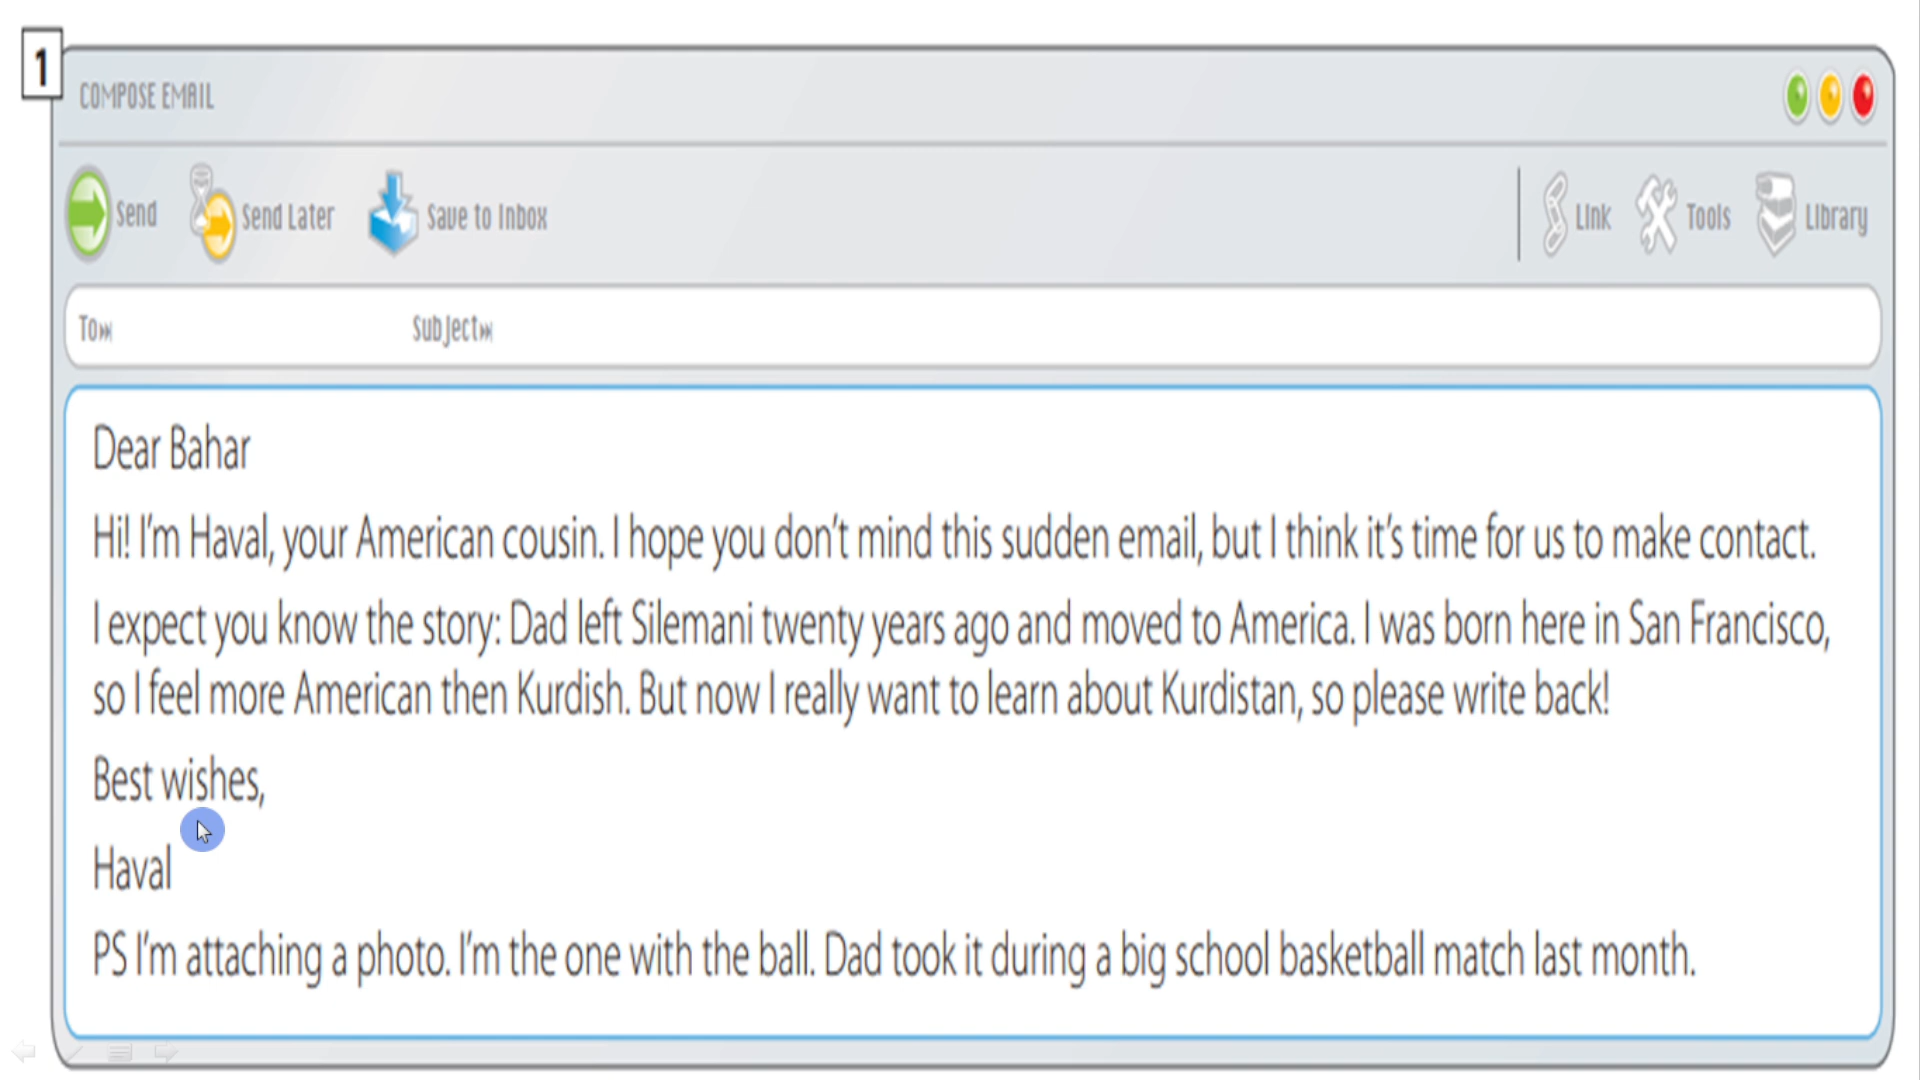 1
COMPOSE EMAIL
Send Send Later Save to Inbox Link Tools Library
To Subject
Dear Bahar
Hi! I'm Haval, your American cousin. I hope you don't mind this sudden email, but I think it's time for us to make contact.
I expect you know the story: Dad left Silemani twenty years ago and moved to America. I was born here in San Francisco,
so I feel more American then Kurdish. But now I really want to learn about Kurdistan, so please write back!
Best wishes,
Haval
PS I'm attaching a photo. I'm the one with the ball. Dad took it during a big school basketball match last month.